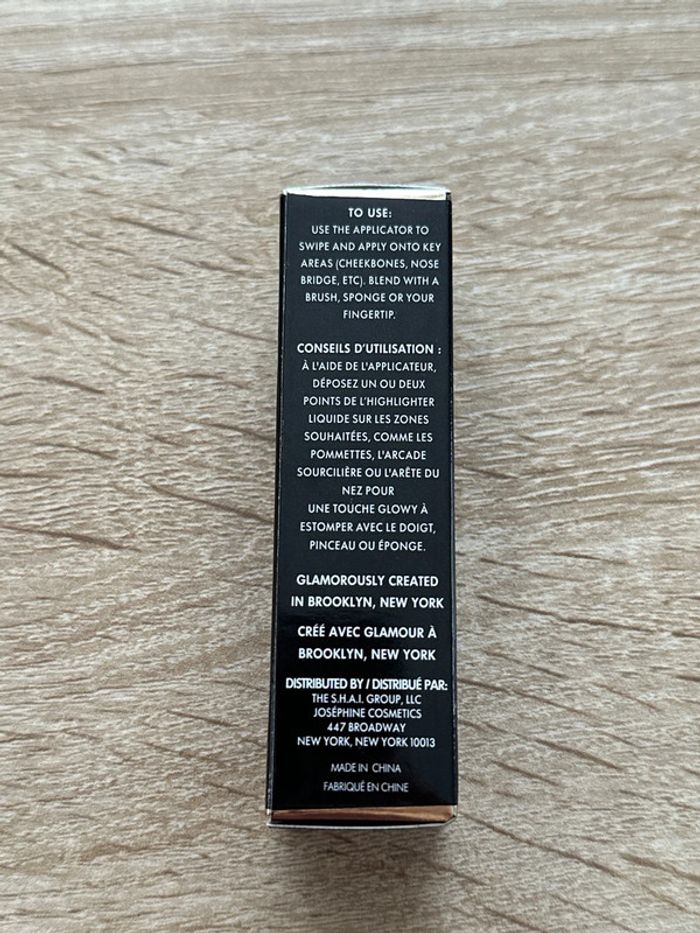 TO USE:
USE THE APPLICATOR TO
SWIPE AND APPLY ONTO KEY
AREAS (CHEEKBONES, NOSE
BRIDGE, ETC). BLEND WITH A
BRUSH, SPONGE OR YOUR
FINGERTIP.
CONSEILS D'UTILISATION :
À L'AIDE DE L'APPLICATEUR,
DÉPOSEZ UN OU DEUX
POINTS DE L'HIGHLIGHTER
LIQUIDE SUR LES ZONES
SOUHAITÉES, COMME LES
POMMETTES, L'ARCADE
SOURCILIÈRE OU L'ARÊTE DU
NEZ POUR
UNE TOUCHE GLOWY À
ESTOMPER AVEC LE DOIGT,
PINCEAU OU ÉPONGE.
GLAMOROUSLY CREATED
IN BROOKLYN, NEW YORK
CRÉÉ AVEC GLAMOUR À
BROOKLYN, NEW YORK
DISTRIBUTED BY / DISTRIBUÉ PAR:
THE S.H.A.I. GROUP, LLC
JOSÉPHINE COSMETICS
447 BROADWAY
NEW YORK, NEW YORK 10013
MADE IN CHINA
FABRIQUÉ EN CHINE